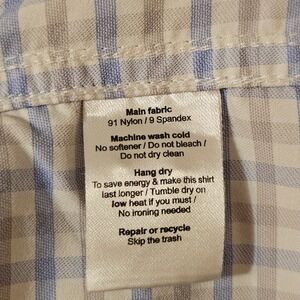 Main fabric
91 Nylon / 9 Spandex
Machine wash cold
No softener / Do not bleach /
Do not dry clean
Hang dry
To save energy & make this shirt
last longer / Tumble dry on
low heat if you must /
No ironing needed
Repair or recycle
Skip the trash